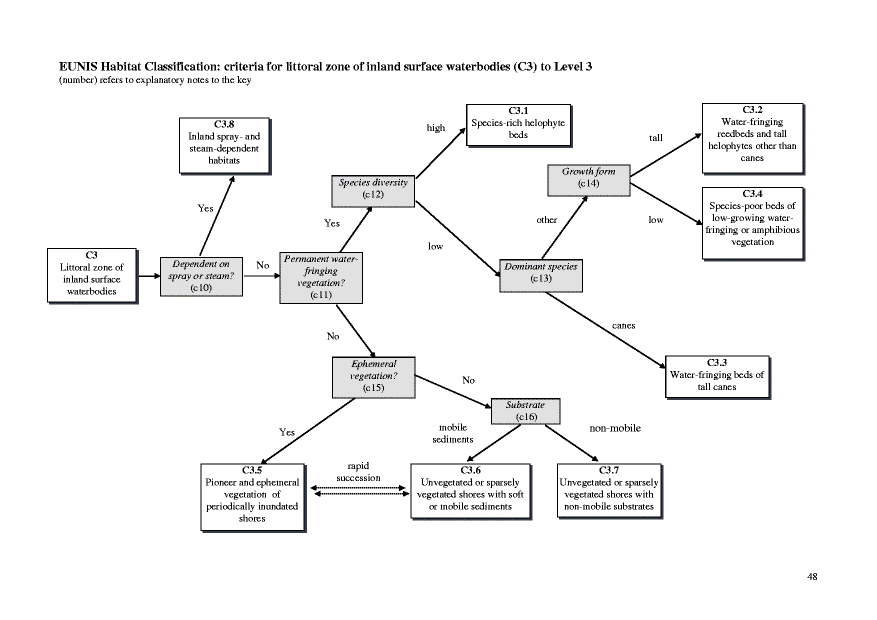 EUNIS Habitat Classification: criteria for littoral zone of inland surface waterbodies (C3) to Level 3
(number) refers to explanatory notes to the key
C3.8
Inland spray- and
steam-dependent
habitats
high
C3.1
Species-rich helophyte
beds
tall
C3.2
Water-fringing
reedbeds and tall
helophytes other than
canes
Growth form
(c14)
Species diversity
(c12)
C3.4
Species-poor beds of
low-growing water-
fringing or amphibious
vegetation
Yes
Yes
other
low
low
C3
Littoral zone of
inland surface
waterbodies
Dependent on
spray or steam?
(c10)
No
Permanent water-
fringing
vegetation?
(c11)
Dominant species
(c13)
No
canes
Ephemeral
vegetation?
(c15)
No
C3.3
Water-fringing beds of
tall canes
Substrate
(c16)
Yes
mobile
sediments
non-mobile
C3.5
Pioneer and ephemeral
vegetation of
periodically inundated
shores
rapid
succession
C3.6
Unvegetated or sparsely
vegetated shores with soft
or mobile sediments
C3.7
Unvegetated or sparsely
vegetated shores with
non-mobile substrates
48